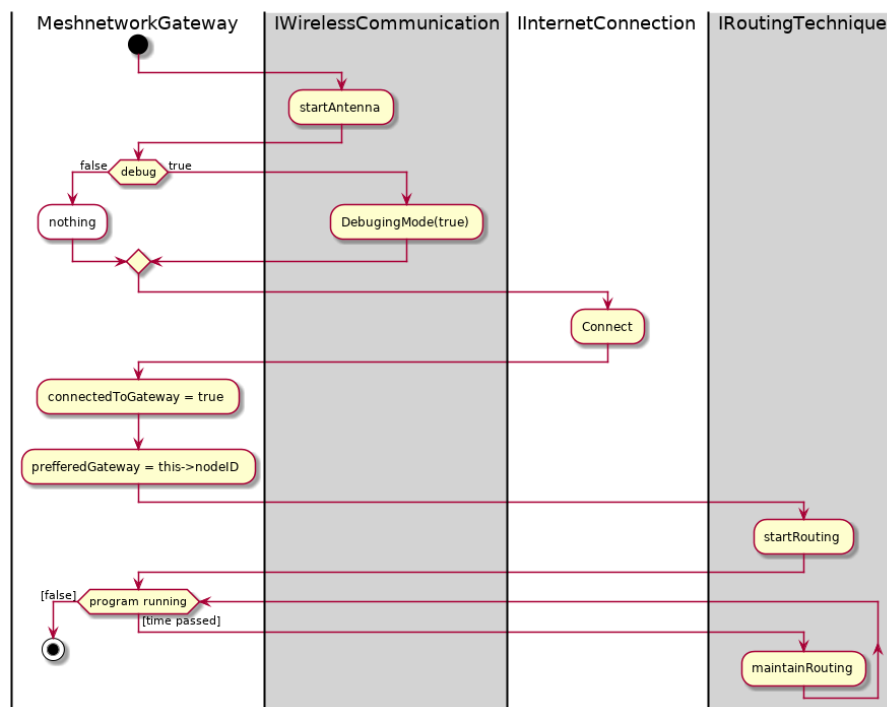 MeshnetworkGateway
IWirelessCommunication
IInternetConnection
IRoutingTechnique
startAntenna
false
debug
true
nothing
DebugingMode(true)
Connect
connectedToGateway = true
prefferedGateway = this->nodeID
startRouting
[false]
program running
[time passed]
maintainRouting